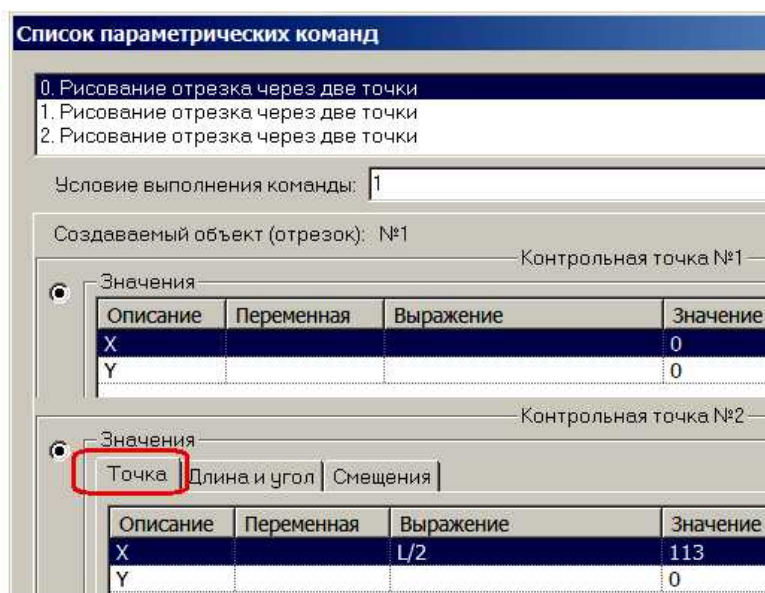 Список параметрических команд
0. Рисование отрезка через две точки
1. Рисование отрезка через две точки
2. Рисование отрезка через две точки
Условие выполнения команды: 1
Создаваемый объект (отрезок): №1
Контрольная точка №1
Значения
Описание Переменная Выражение Значение
X 0
Y 0
Контрольная точка №2
Значения
Точка Длина и угол Смещения
Описание Переменная Выражение Значение
X L/2 113
Y 0